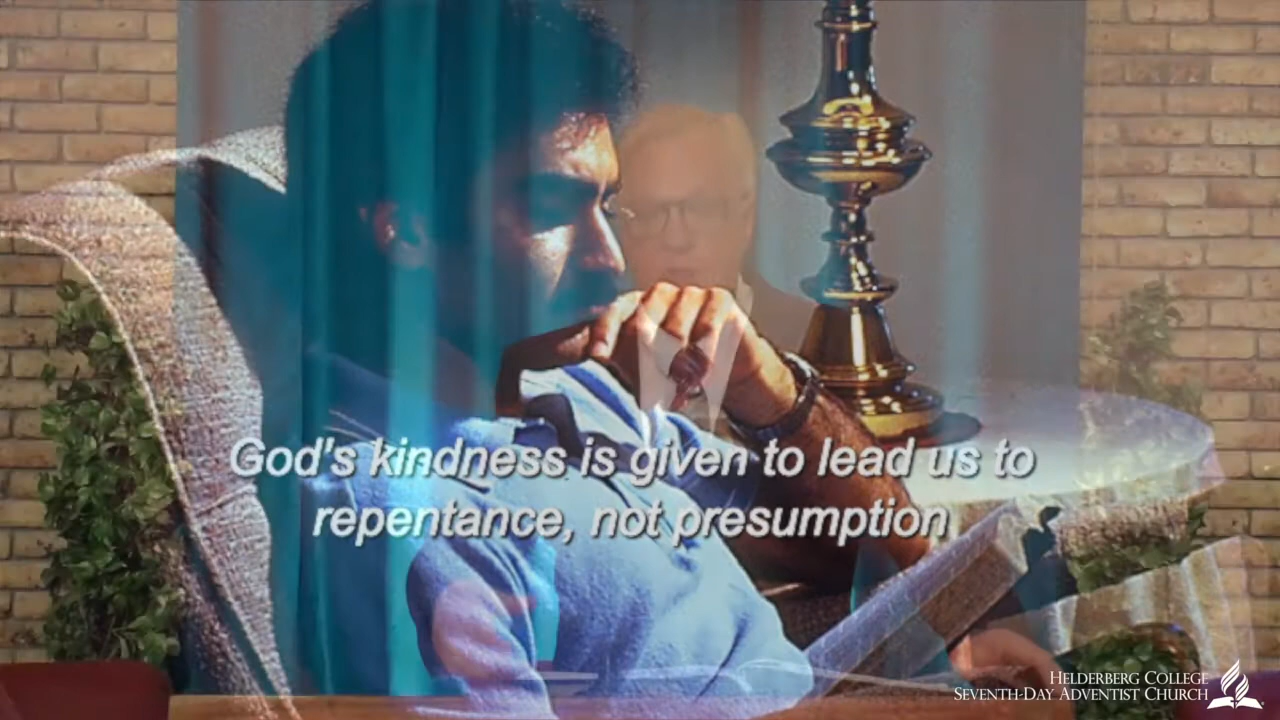 God's kindness is given to lead us to
repentance, not presumption
HELDERBERG COLLEGE
SEVENTH-DAY ADVENTIST CHURCH